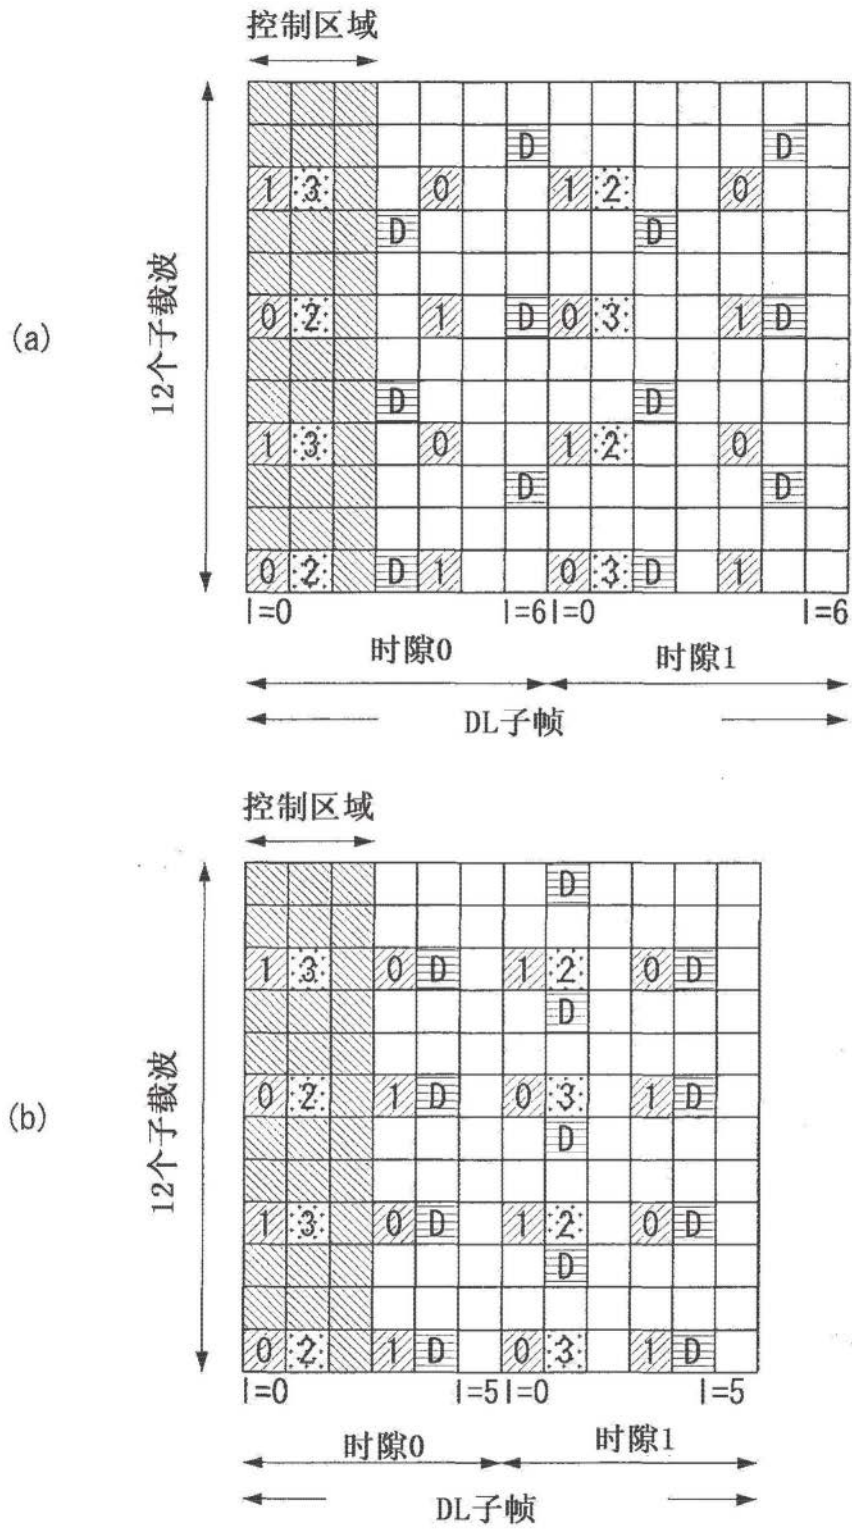 控制区域
D D
1 3 0 1 2 0
D D
0 2 1 D 0 3 1 D
D D
1 3 0 1 2 0
D D
0 2 D 1 0 3 D 1
12个子载波
(a)
l=0 l=6 l=0 l=6
时隙0 时隙1
DL子帧
控制区域
D
1 3 0 D 1 2 0 D
D
0 2 1 D 0 3 1 D
D
1 3 0 D 1 2 0 D
D
0 2 1 D 0 3 1 D
12个子载波
(b)
l=0 l=5 l=0 l=5
时隙0 时隙1
DL子帧